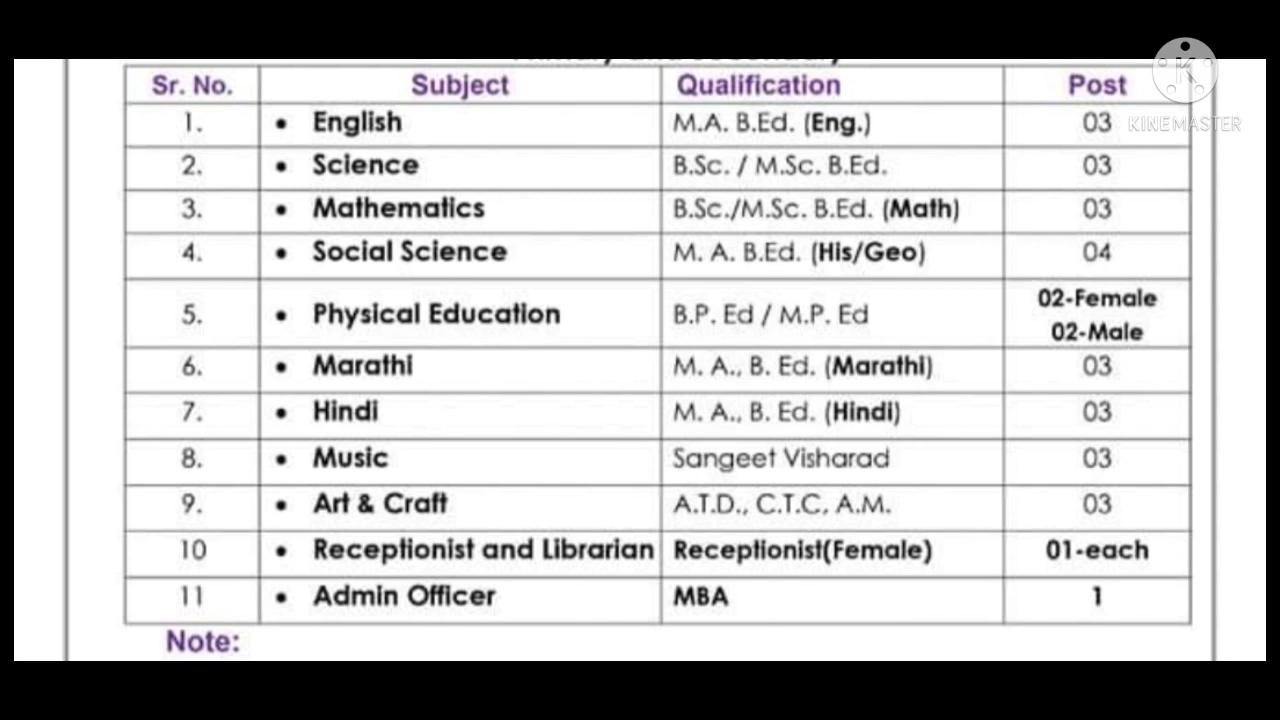 Primary and Secondary
Sr. No. Subject Qualification Post
1. • English M.A. B.Ed. (Eng.) 03
2. • Science B.Sc. / M.Sc. B.Ed. 03
3. • Mathematics B.Sc./M.Sc. B.Ed. (Math) 03
4. • Social Science M. A. B.Ed. (His/Geo) 04
5. • Physical Education B.P. Ed / M.P. Ed 02-Female
02-Male
6. • Marathi M. A., B. Ed. (Marathi) 03
7. • Hindi M. A., B. Ed. (Hindi) 03
8. • Music Sangeet Visharad 03
9. • Art & Craft A.T.D., C.T.C, A.M. 03
10 • Receptionist and Librarian Receptionist(Female) 01-each
11 • Admin Officer MBA 1
Note:
K
KINEMASTER